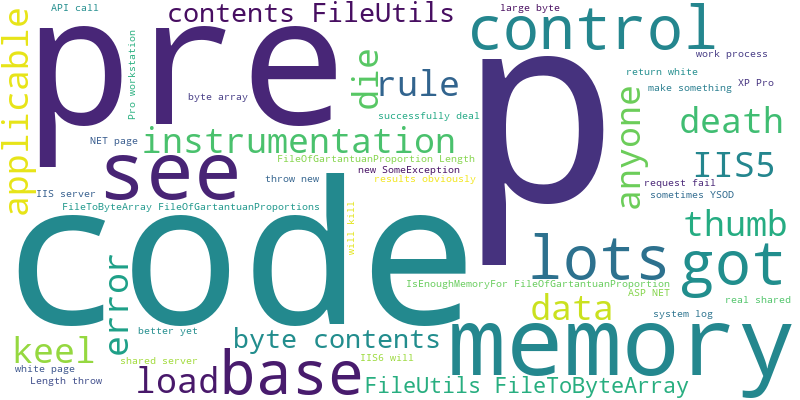 API call
contents FileUtils
large byte
control
applicable
pre
Pro workstation
die
work process
return white
XP Pro
rule
byte array
make something
p
anyone
death
successfully deal
instrumentation
NET page
FileOfGartantuanProportion Length
see
new SomeException
IIS5
throw new
results obviously
request fail
IIS server
sometimes YSOD
FileToByteArray FileOfGartantuanProportions
will kill
thumb
code
lots
got
error
IsEnoughMemoryFor FileOfGartantuanProportion
ASP NET
data
real shared
system log
better yet
memory
keel
byte contents
base
shared server
IIS6 will
white page
load
Length throw
FileUtils FileToByteArray